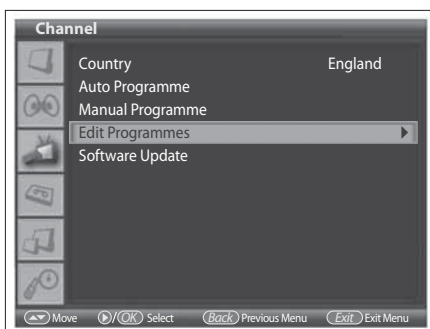 Channel
Country England
Auto Programme
Manual Programme
Edit Programmes
Software Update
Move /OK Select Back Previous Menu Exit Exit Menu